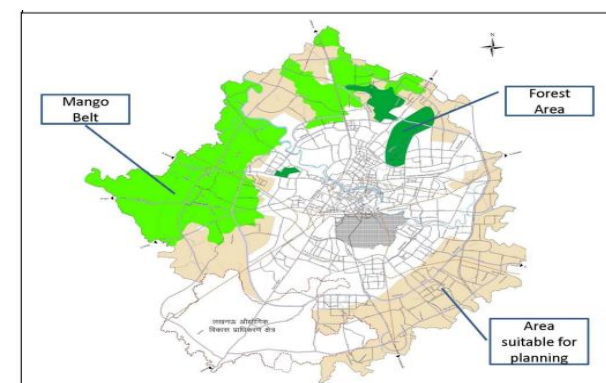 N
Mango
Belt
Forest
Area
लखनऊ औद्योगिक
विकास प्राधिकरण क्षेत्र
Area
suitable for
planning